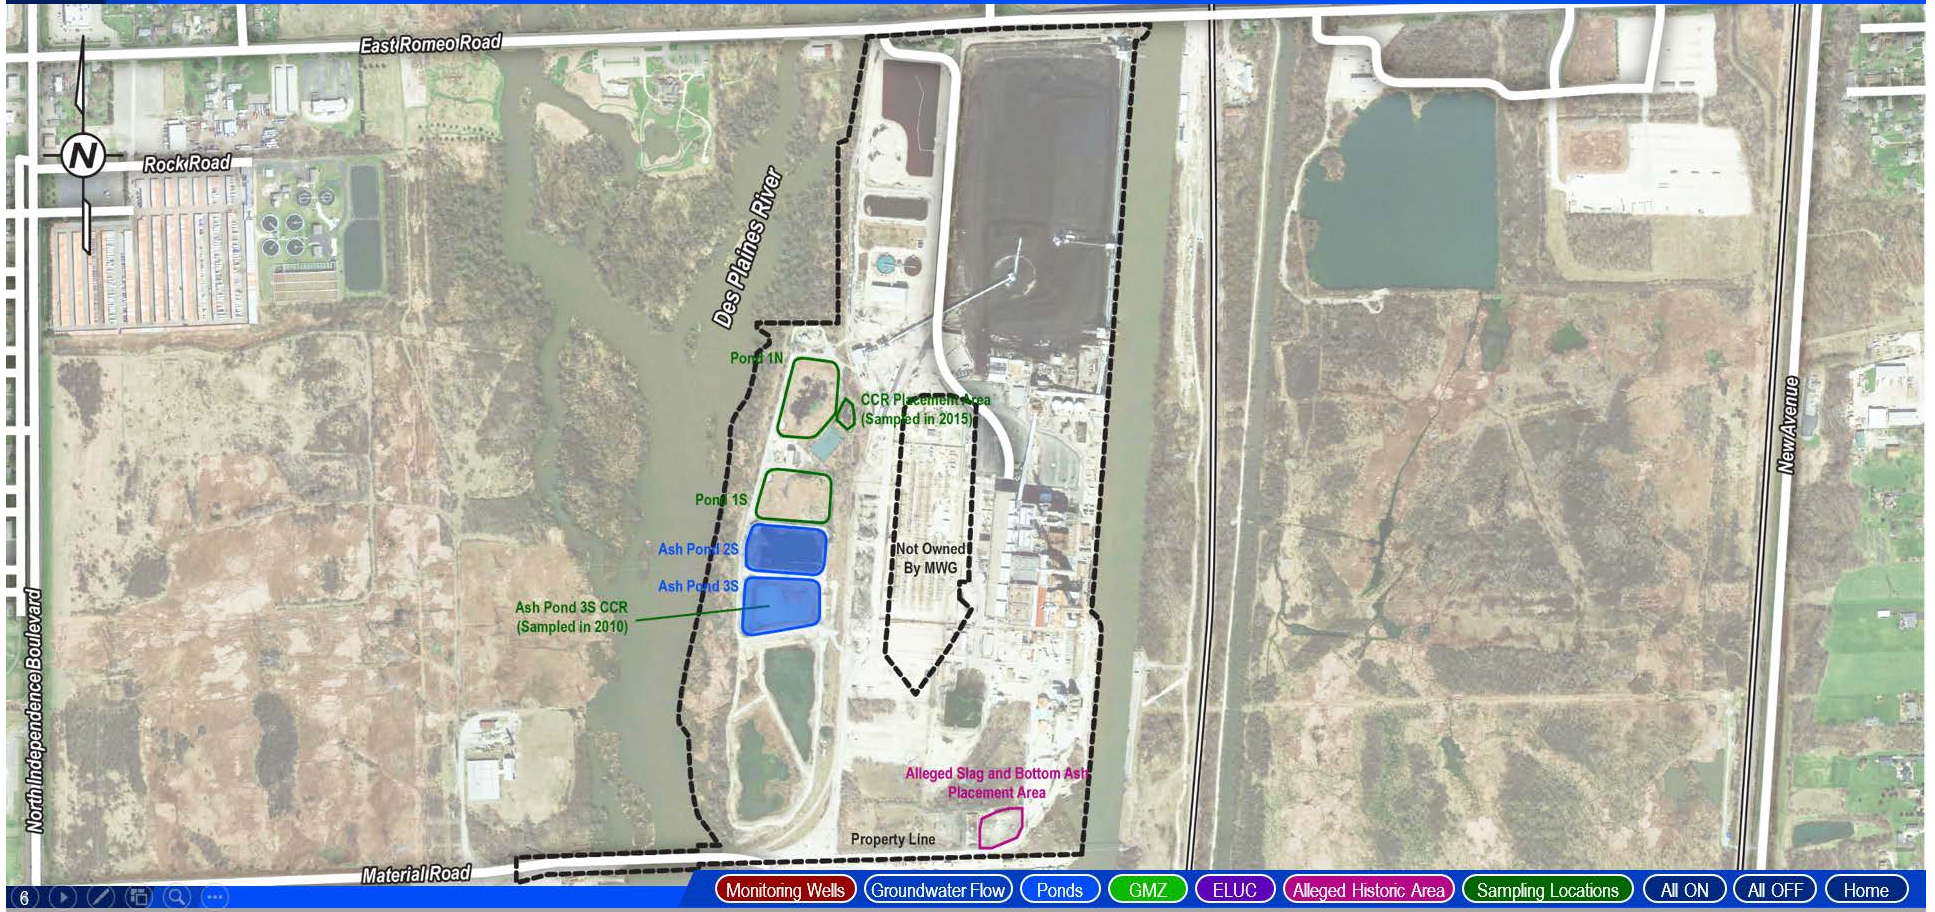 East Romeo Road
N
Rock Road
Des Plaines River
Pond 1N
CCR Placement Area
(Sampled in 2015)
Pond 1S
Ash Pond 2S
Not Owned
By MWG
Ash Pond 3S
Ash Pond 3S CCR
(Sampled in 2010)
New Avenue
North Independence Boulevard
Alleged Slag and Bottom Ash
Placement Area
Property Line
Material Road
6
Monitoring Wells
Groundwater Flow
Ponds
GMZ
ELUC
Alleged Historic Area
Sampling Locations
All ON
All OFF
Home